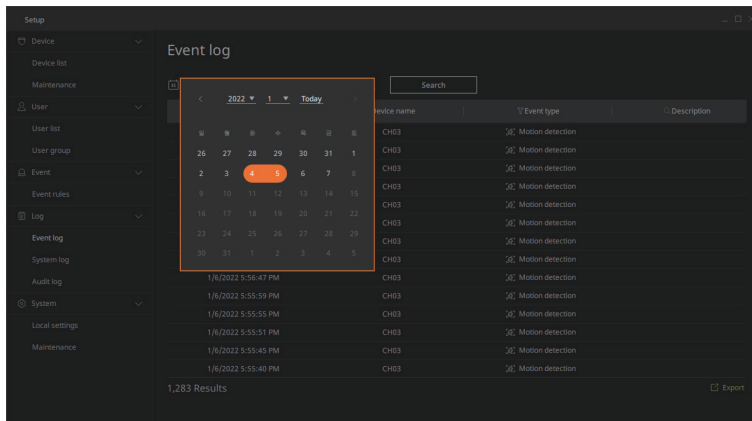 Setup
Device
Device list
Maintenance
User
User list
User group
Event
Event rules
Log
Event log
System log
Audit log
System
Local settings
Maintenance
Event log
31
Search
2022 ▼ 1 ▼ Today
일 월 화 수 목 금 토
26 27 28 29 30 31 1
2 3 4 5 6 7 8
9 10 11 12 13 14 15
16 17 18 19 20 21 22
23 24 25 26 27 28 29
30 31 1 2 3 4 5
Device name Event type Description
CH03 Motion detection
CH03 Motion detection
CH03 Motion detection
CH03 Motion detection
CH03 Motion detection
CH03 Motion detection
CH03 Motion detection
CH03 Motion detection
1/6/2022 5:56:47 PM CH03 Motion detection
1/6/2022 5:55:59 PM CH03 Motion detection
1/6/2022 5:55:55 PM CH03 Motion detection
1/6/2022 5:55:51 PM CH03 Motion detection
1/6/2022 5:55:45 PM CH03 Motion detection
1/6/2022 5:55:40 PM CH03 Motion detection
1,283 Results
Export